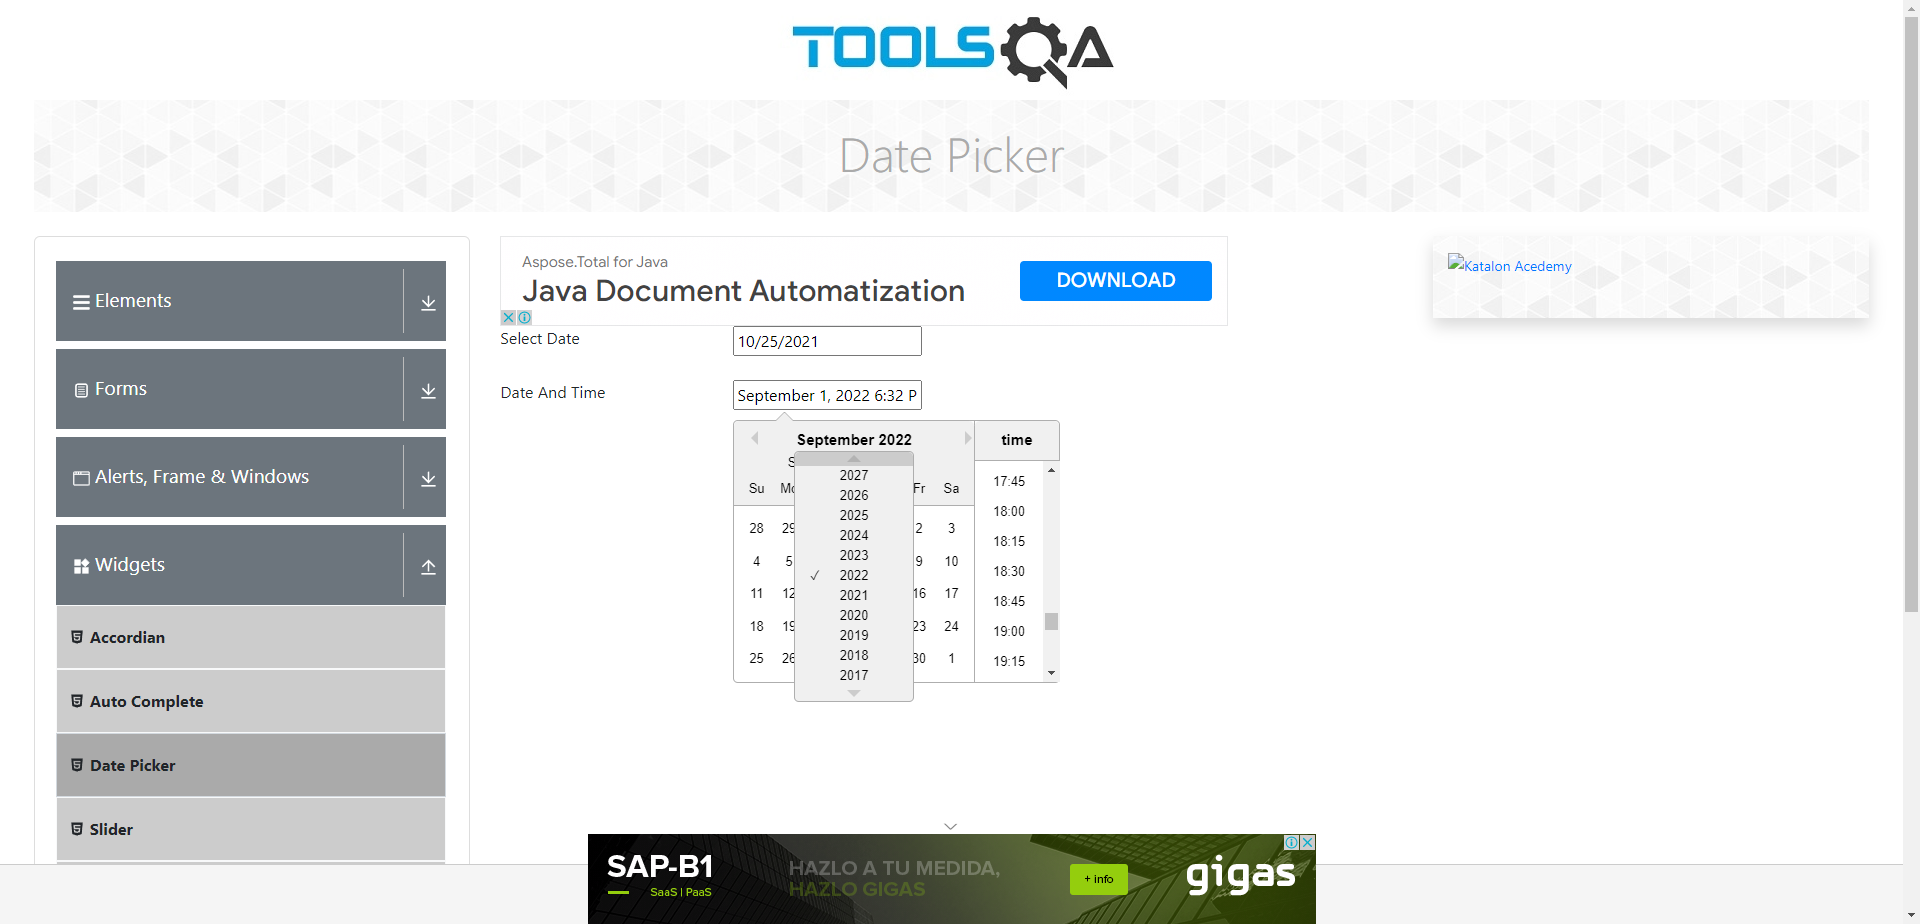 TOOLSQA
Date Picker
Elements
Forms
Alerts, Frame & Windows
Widgets
Accordian
Auto Complete
Date Picker
Slider
Aspose.Total for Java
Java Document Automatization
DOWNLOAD
Select Date
10/25/2021
Date And Time
September 1, 2022 6:32 P
September 2022
time
S
2027
2026
2025
2024
2023
✓ 2022
2021
2020
2019
2018
2017
Su Mo Fr Sa
28 29 2 3
4 5 9 10
11 12 16 17
18 19 23 24
25 26 30 1
17:45
18:00
18:15
18:30
18:45
19:00
19:15
Katalon Acedemy
SAP-B1
SaaS | PaaS
HAZLO A TU MEDIDA,
HAZLO GIGAS
+ info
gigas